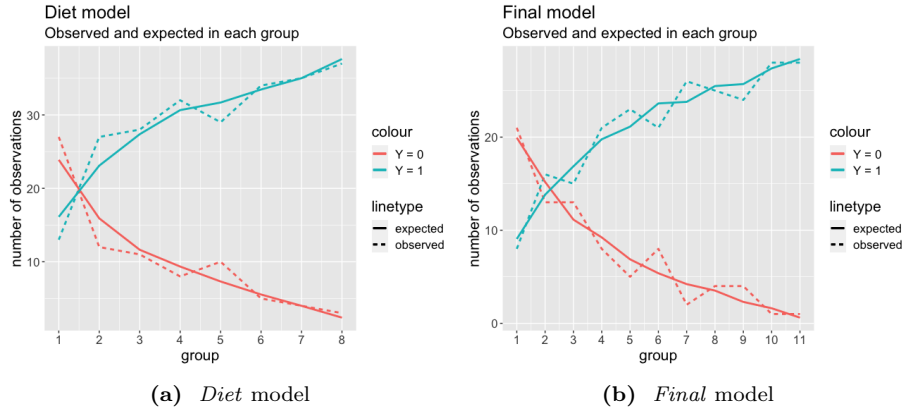 Diet model
Observed and expected in each group
number of observations
30
20
10
1 2 3 4 5 6 7 8
group
colour
Y = 0
Y = 1
linetype
expected
observed
(a) Diet model
Final model
Observed and expected in each group
number of observations
20
10
0
1 2 3 4 5 6 7 8 9 10 11
group
colour
Y = 0
Y = 1
linetype
expected
observed
(b) Final model